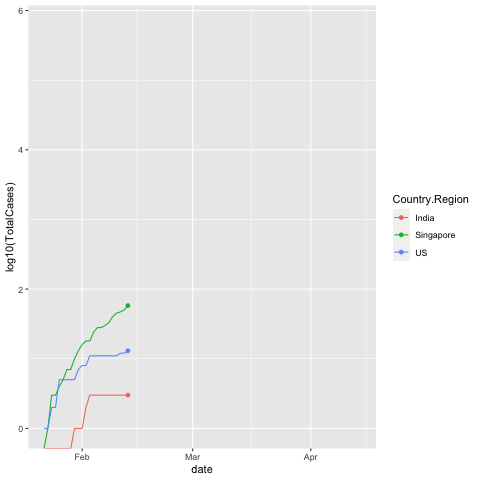 6
4
2
0
log10(TotalCases)
Feb
Mar
Apr
date
Country.Region
India
Singapore
US